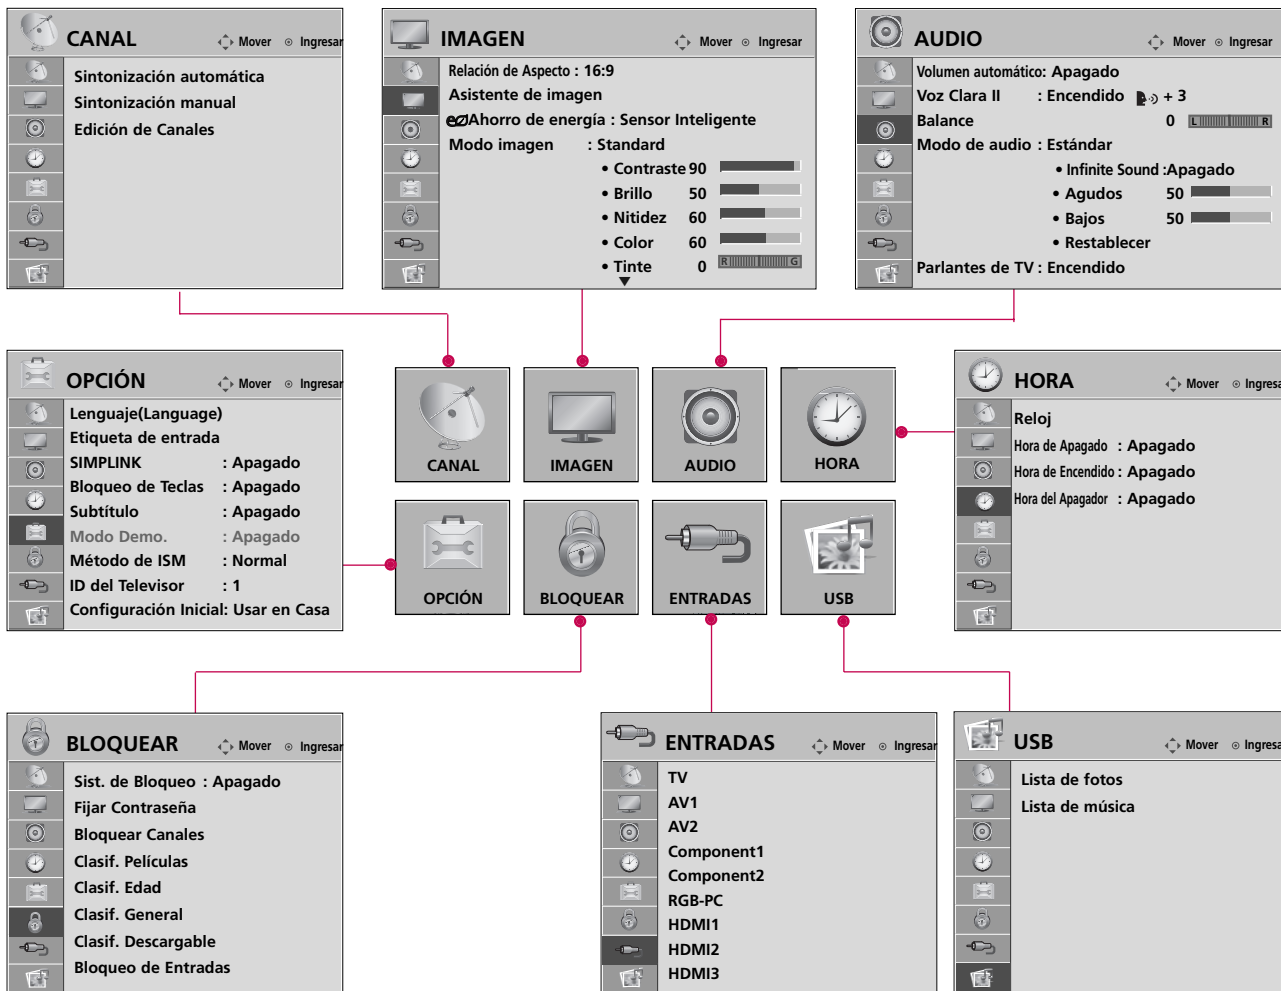 CANAL
Mover
Ingresar
Sintonización automática
Sintonización manual
Edición de Canales
IMAGEN
Mover
Ingresar
Relación de Aspecto : 16:9
Asistente de imagen
Ahorro de energía : Sensor Inteligente
Modo imagen : Standard
• Contraste 90
• Brillo 50
• Nitidez 60
• Color 60
• Tinte 0 R G
AUDIO
Mover
Ingresar
Volumen automático: Apagado
Voz Clara II : Encendido + 3
Balance 0 L R
Modo de audio : Estándar
• Infinite Sound :Apagado
• Agudos 50
• Bajos 50
• Restablecer
Parlantes de TV : Encendido
OPCIÓN
Mover
Ingresar
Lenguaje(Language)
Etiqueta de entrada
SIMPLINK : Apagado
Bloqueo de Teclas : Apagado
Subtítulo : Apagado
Modo Demo. : Apagado
Método de ISM : Normal
ID del Televisor : 1
Configuración Inicial: Usar en Casa
CANAL
IMAGEN
AUDIO
HORA
OPCIÓN
BLOQUEAR
ENTRADAS
USB
HORA
Mover
Ingresa
Reloj
Hora de Apagado : Apagado
Hora de Encendido : Apagado
Hora del Apagador : Apagado
BLOQUEAR
Mover
Ingresar
Sist. de Bloqueo : Apagado
Fijar Contraseña
Bloquear Canales
Clasif. Películas
Clasif. Edad
Clasif. General
Clasif. Descargable
Bloqueo de Entradas
ENTRADAS
Mover
Ingresar
TV
AV1
AV2
Component1
Component2
RGB-PC
HDMI1
HDMI2
HDMI3
USB
Mover
Ingresa
Lista de fotos
Lista de música